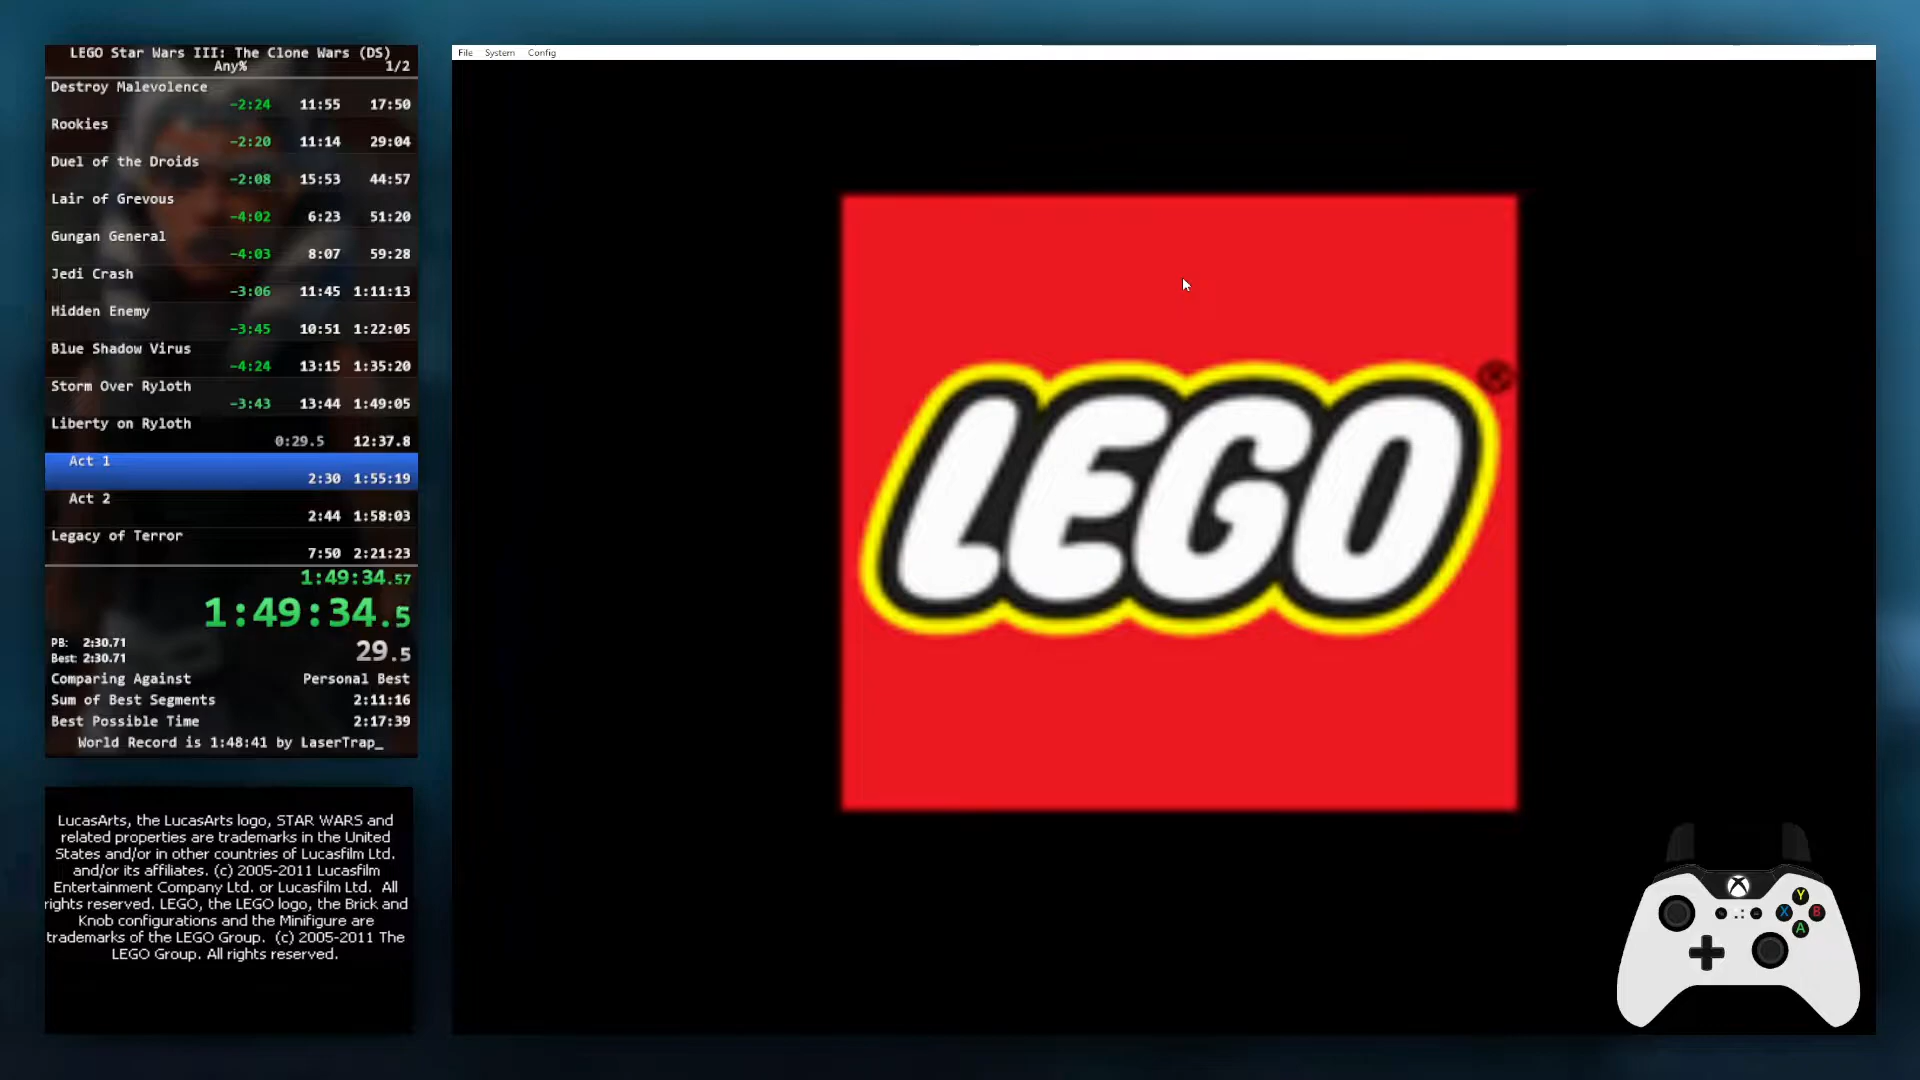 LEGO Star Wars III: The Clone Wars (DS)
Any% 1/2
Destroy Malevolence
-2:24 11:55 17:50
Rookies
-2:20 11:14 29:04
Duel of the Droids
-2:08 15:53 44:57
Lair of Grevous
-4:02 6:23 51:20
Gungan General
-4:03 8:07 59:28
Jedi Crash
-3:06 11:45 1:11:13
Hidden Enemy
-3:45 10:51 1:22:05
Blue Shadow Virus
-4:24 13:15 1:35:20
Storm Over Ryloth
-3:43 13:44 1:49:05
Liberty on Ryloth
0:29.5 12:37.8
Act 1
2:30 1:55:19
Act 2
2:44 1:58:03
Legacy of Terror
7:50 2:21:23
1:49:34.57
1:49:34.5
PB: 2:30.71
Best: 2:30.71
29.5
Comparing Against Personal Best
Sum of Best Segments 2:11:16
Best Possible Time 2:17:39
World Record is 1:48:41 by LaserTrap_
LucasArts, the LucasArts logo, STAR WARS and
related properties are trademarks in the United
States and/or in other countries of Lucasfilm Ltd.
and/or its affiliates. (c) 2005-2011 Lucasfilm
Entertainment Company Ltd. or Lucasfilm Ltd. All
rights reserved. LEGO, the LEGO logo, the Brick and
Knob configurations and the Minifigure are
trademarks of the LEGO Group. (c) 2005-2011 The
LEGO Group. All rights reserved.
File System Config
LEGO ®
Y
X B
A